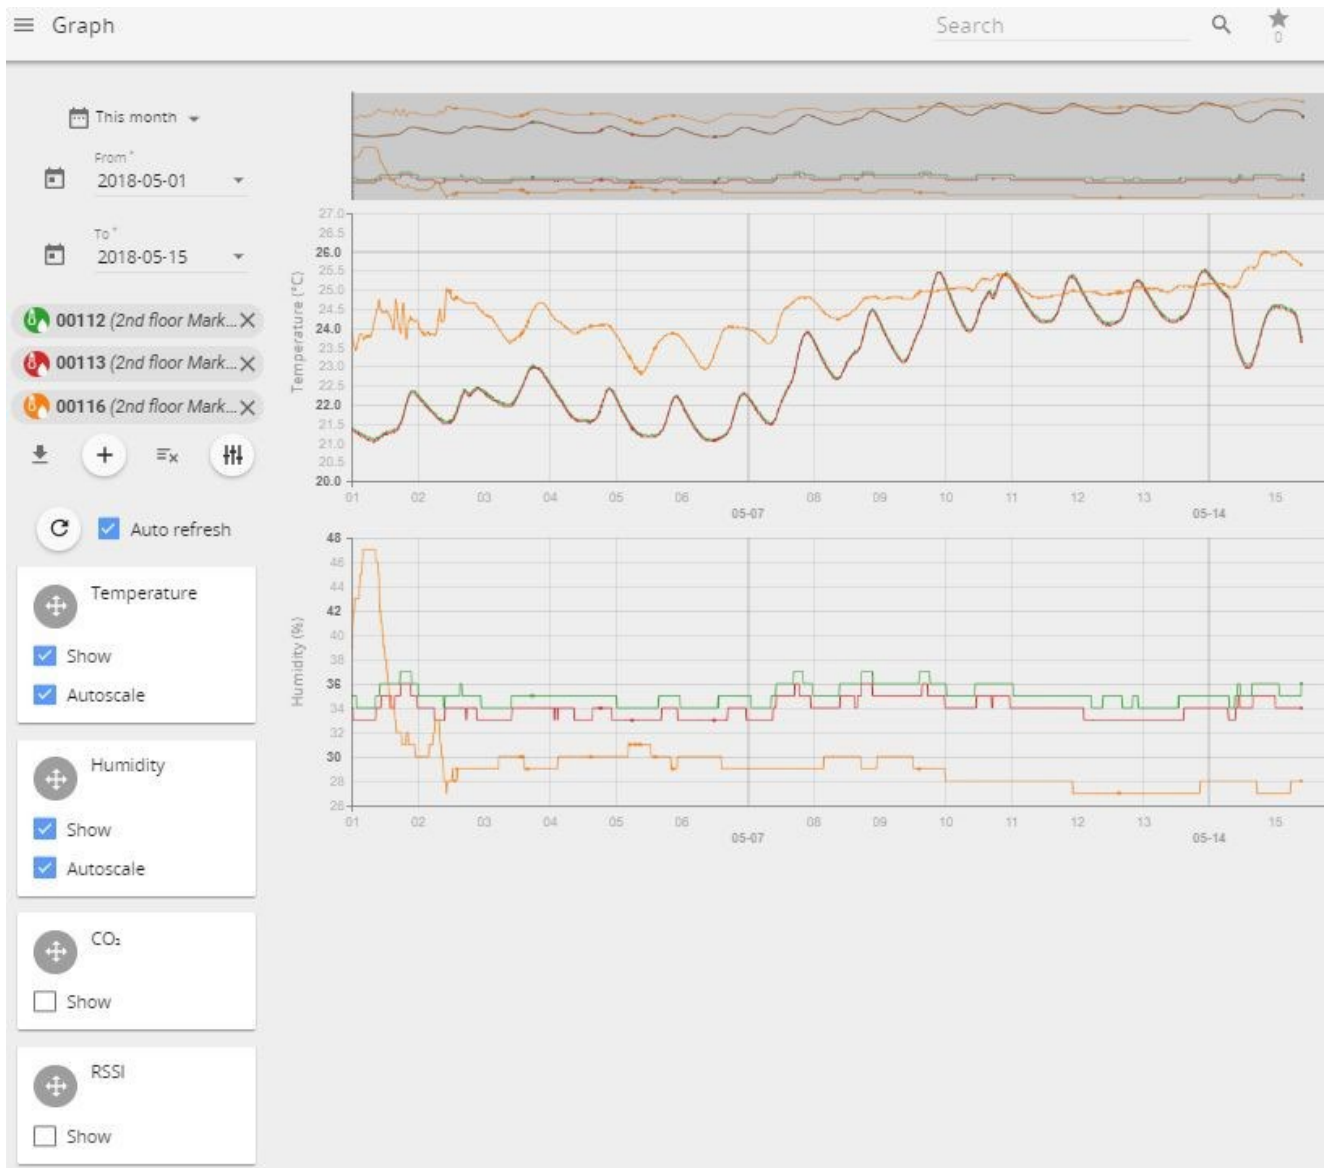 Graph
Search
0
This month
From *
2018-05-01
To *
2018-05-15
00112 (2nd floor Mark...
00113 (2nd floor Mark...
00116 (2nd floor Mark...
Auto refresh
Temperature
Show
Autoscale
Humidity
Show
Autoscale
CO₂
Show
RSSI
Show
Temperature (°C)
27.0
26.5
26.0
25.5
25.0
24.5
24.0
23.5
23.0
22.5
22.0
21.5
21.0
20.5
20.0
01 02 03 04 05 06 08 09 10 11 12 13 15
05-07 05-14
Humidity (%)
48
46
44
42
40
38
36
34
32
30
28
26
01 02 03 04 05 06 08 09 10 11 12 13 15
05-07 05-14